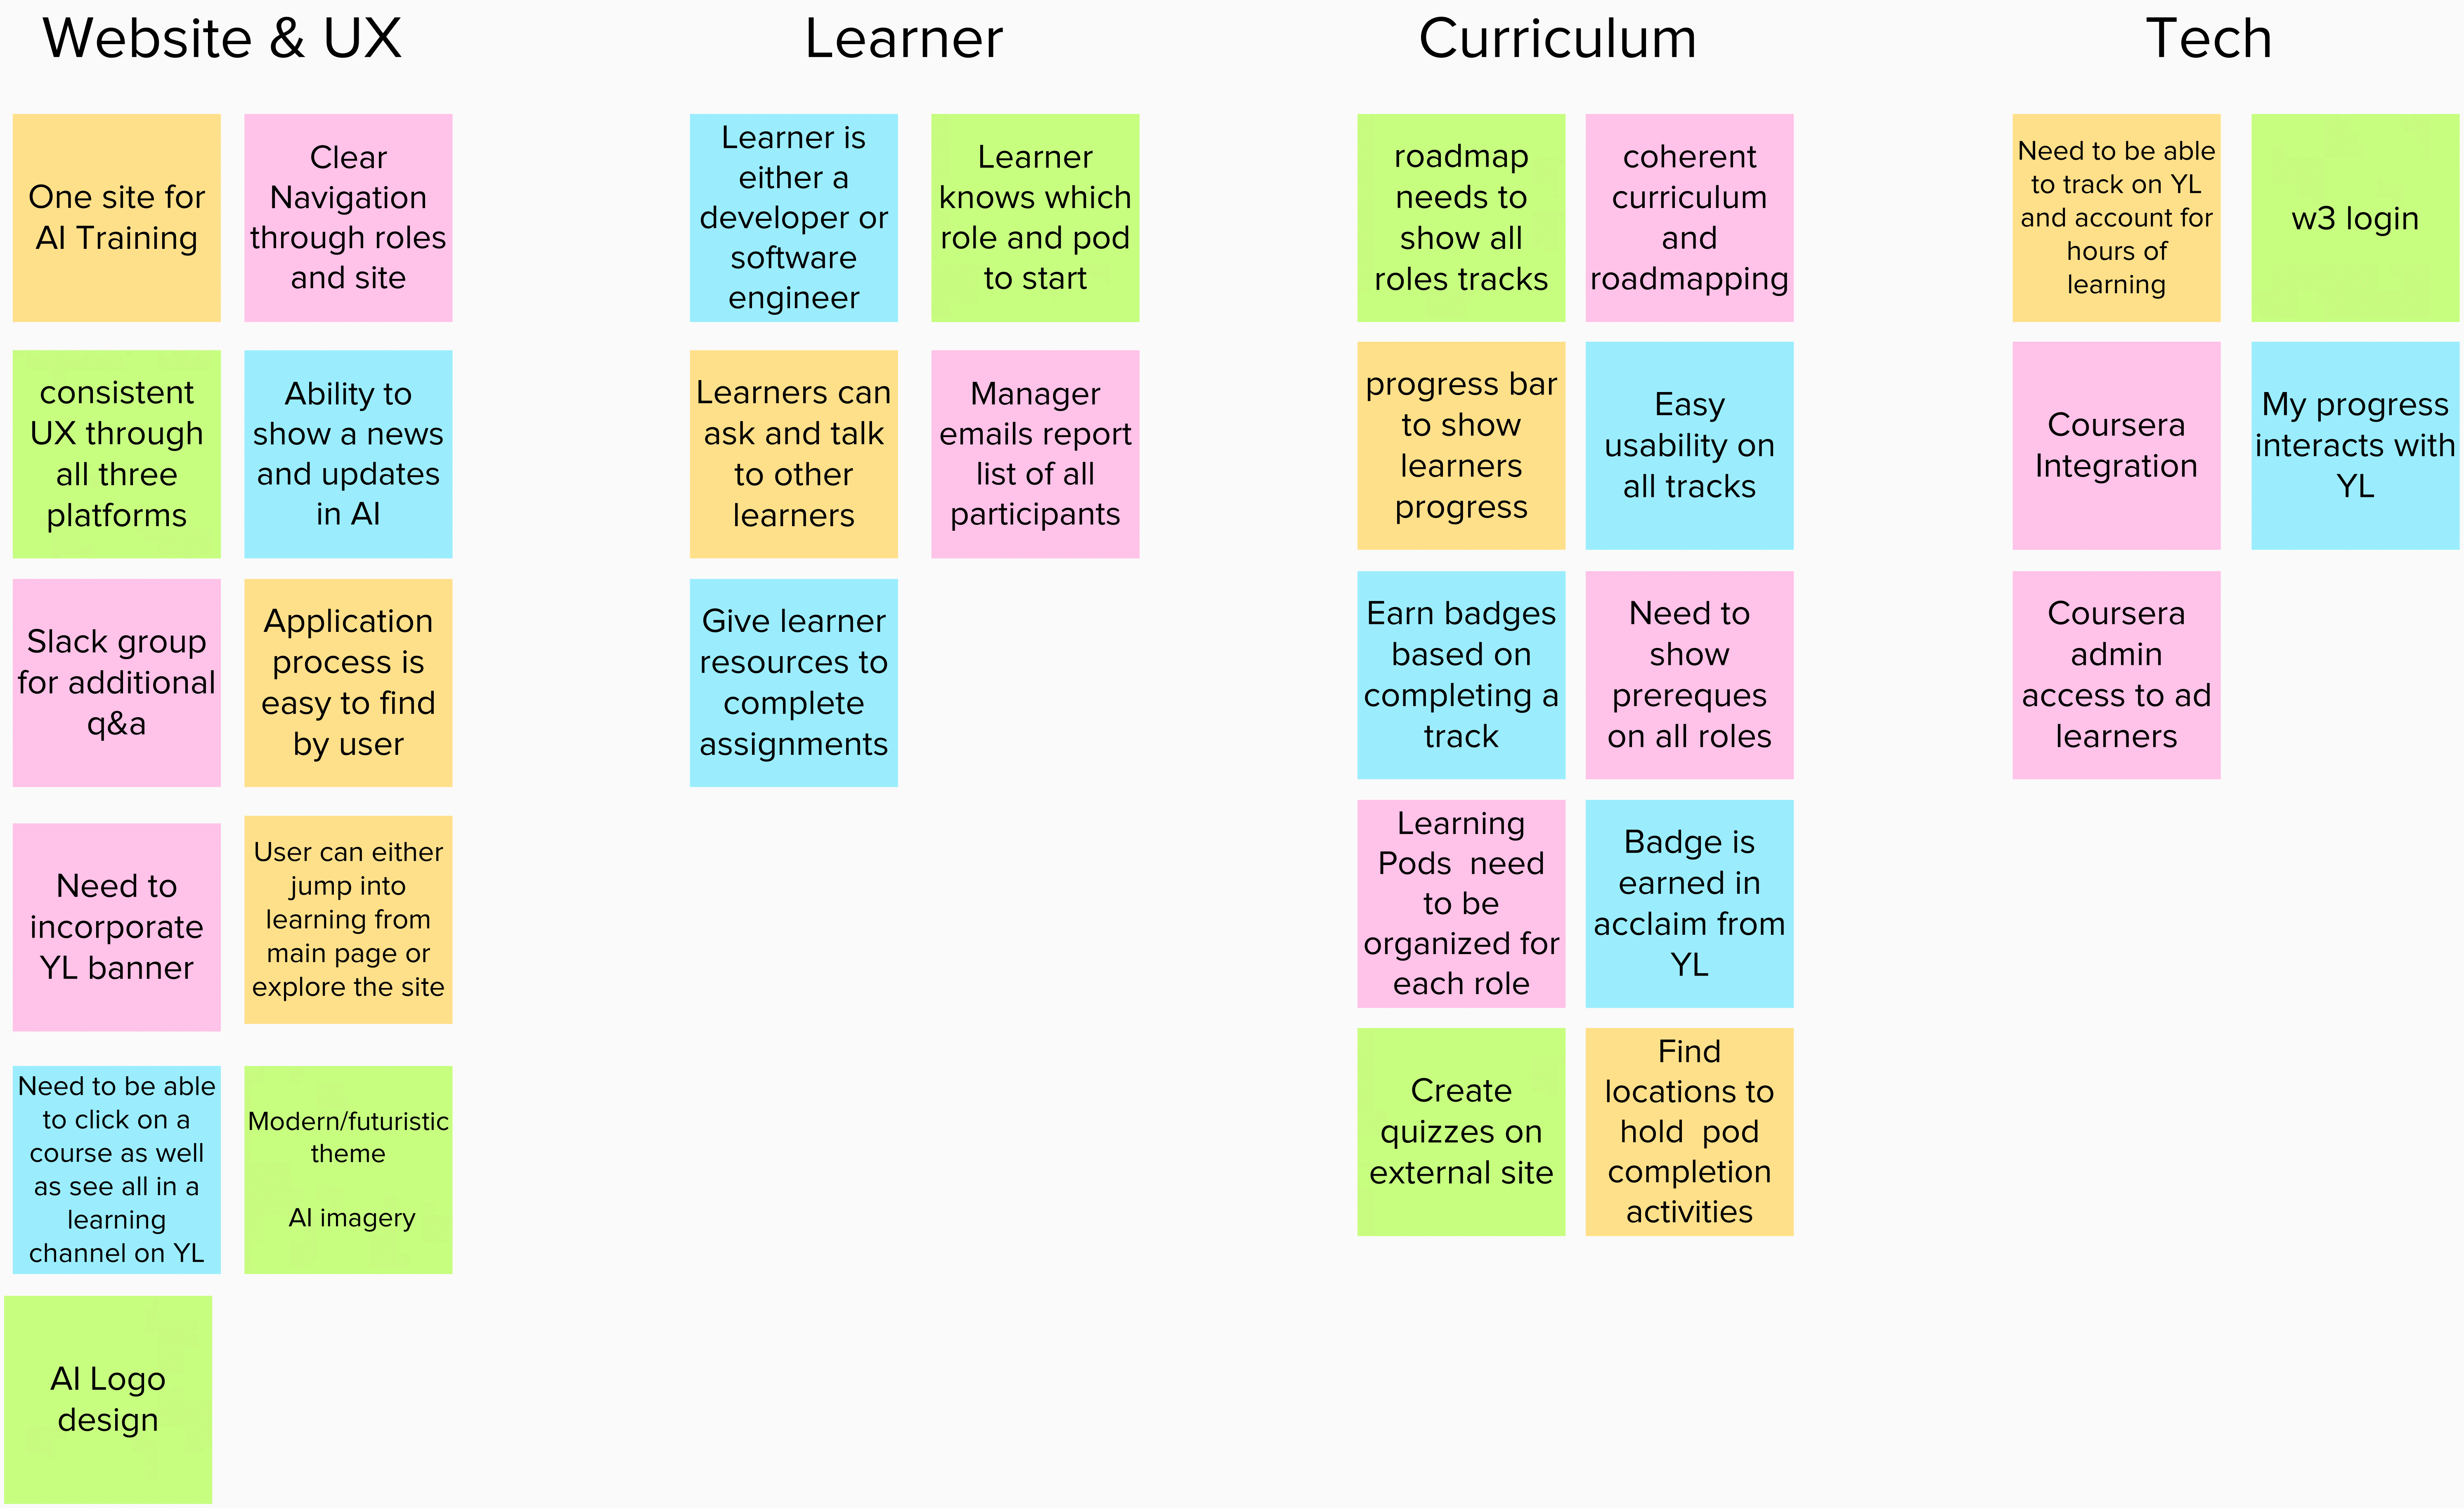 Website & UX
One site for
AI Training
Clear
Navigation
through roles
and site
consistent
UX through
all three
platforms
Ability to
show a news
and updates
in AI
Slack group
for additional
q&a
Application
process is
easy to find
by user
Need to
incorporate
YL banner
User can either
jump into
learning from
main page or
explore the site
Need to be able
to click on a
course as well
as see all in a
learning
channel on YL
Modern/futuristic
theme
AI imagery
AI Logo
design
Learner
Learner is
either a
developer or
software
engineer
Learner
knows which
role and pod
to start
Learners can
ask and talk
to other
learners
Manager
emails report
list of all
participants
Give learner
resources to
complete
assignments
Curriculum
roadmap
needs to
show all
roles tracks
coherent
curriculum
and
roadmapping
progress bar
to show
learners
progress
Easy
usability on
all tracks
Earn badges
based on
completing a
track
Need to
show
prereques
on all roles
Learning
Pods  need
to be
organized for
each role
Badge is
earned in
acclaim from
YL
Create
quizzes on
external site
Find
locations to
hold  pod
completion
activities
Tech
Need to be able
to track on YL
and account for
hours of
learning
w3 login
Coursera
Integration
My progress
interacts with
YL
Coursera
admin
access to ad
learners